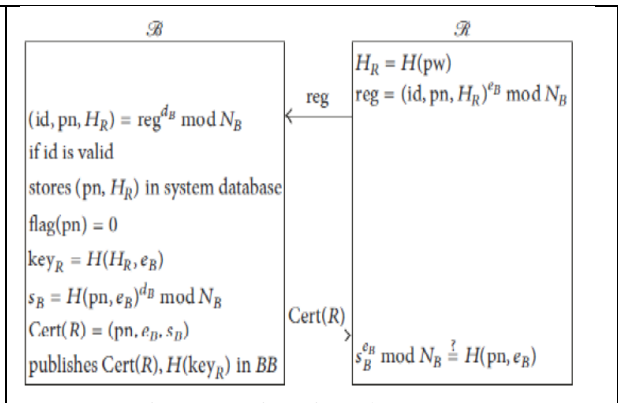 ℬ
ℛ
H_R = H(pw)
reg
reg = (id, pn, H_R)^{e_B} mod N_B
(id, pn, H_R) = reg^{d_B} mod N_B
if id is valid
stores (pn, H_R) in system database
flag(pn) = 0
key_R = H(H_R, e_B)
s_B = H(pn, e_B)^{d_B} mod N_B
Cert(R)
Cert(R) = (pn, e_B, s_B)
s_B^{e_B} mod N_B ≟ H(pn, e_B)
publishes Cert(R), H(key_R) in BB